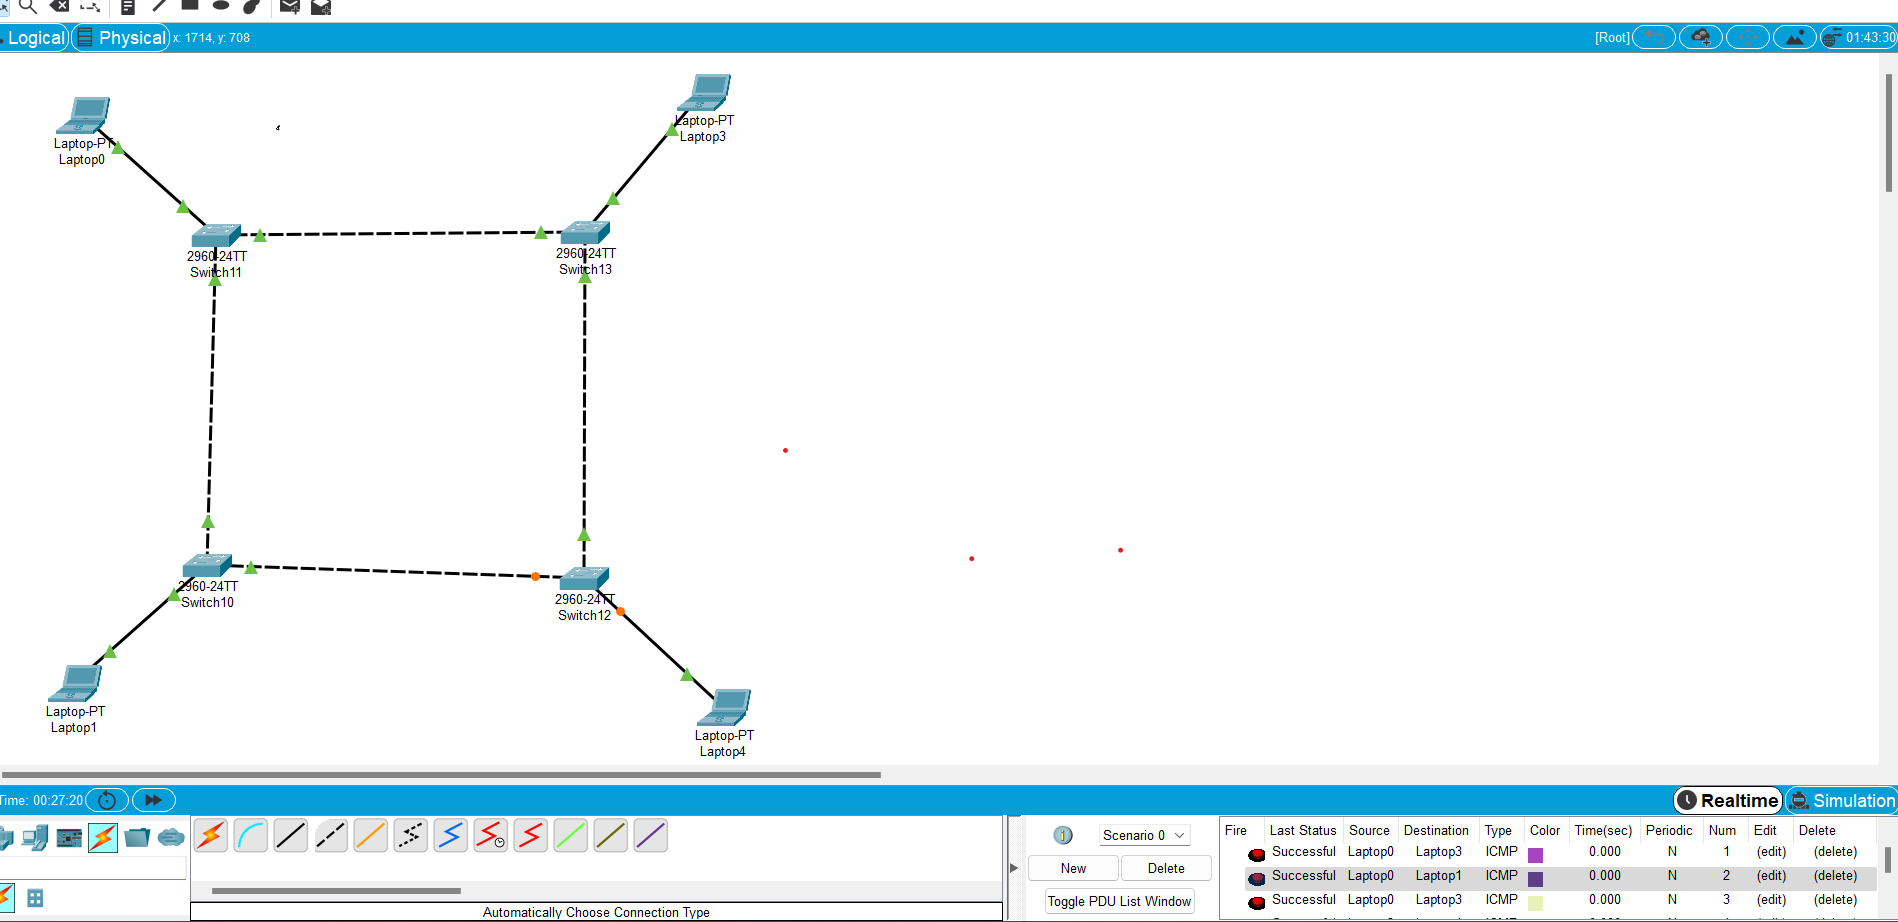 Logical Physical x: 1714, y: 708 [Root] 01:43:30
Laptop-PT
Laptop0
Laptop-PT
Laptop3
2960-24TT
Switch11
2960-24TT
Switch13
2960-24TT
Switch10
2960-24TT
Switch12
Laptop-PT
Laptop1
Laptop-PT
Laptop4
Time: 00:27:20 Realtime Simulation
Scenario 0
New Delete
Toggle PDU List Window
Fire Last Status Source Destination Type Color Time(sec) Periodic Num Edit Delete
Successful Laptop0 Laptop3 ICMP 0.000 N 1 (edit) (delete)
Successful Laptop0 Laptop1 ICMP 0.000 N 2 (edit) (delete)
Successful Laptop0 Laptop3 ICMP 0.000 N 3 (edit) (delete)
Automatically Choose Connection Type